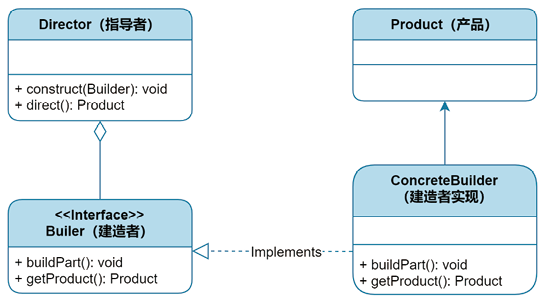 Director（指导者）
+ construct(Builder): void
+ direct(): Product
Product（产品）
<<Interface>>
Builer（建造者）
+ buildPart(): void
+ getProduct(): Product
Implements
ConcreteBuilder
（建造者实现）
+ buildPart(): void
+ getProduct(): Product